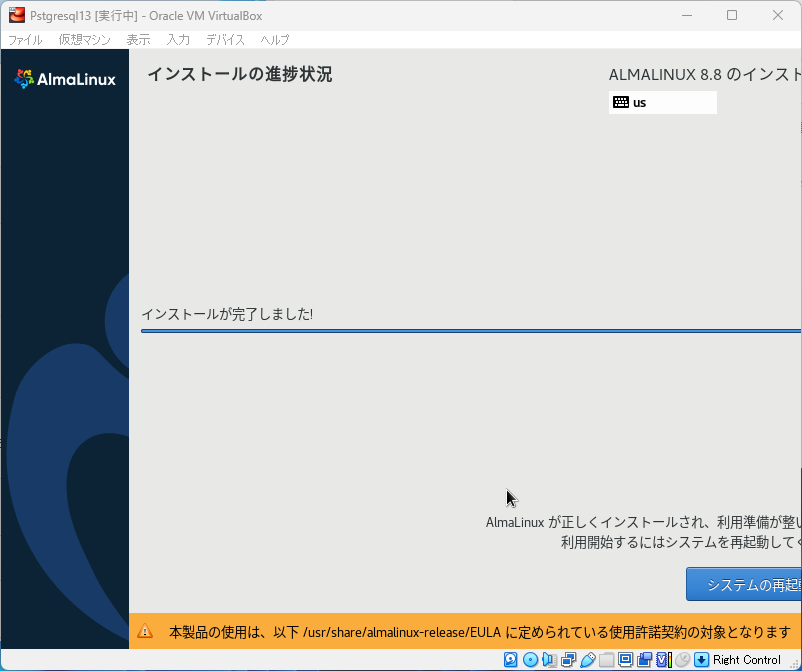 Pstgresql13 [実行中] - Oracle VM VirtualBox
ファイル 仮想マシン 表示 入力 デバイス ヘルプ
AlmaLinux
インストールの進捗状況
ALMALINUX 8.8 のインスト
us
インストールが完了しました!
AlmaLinux が正しくインストールされ、利用準備が整い
利用開始するにはシステムを再起動してく
システムの再起動
本製品の使用は、以下 /usr/share/almalinux-release/EULA に定められている使用許諾契約の対象となります
Right Control